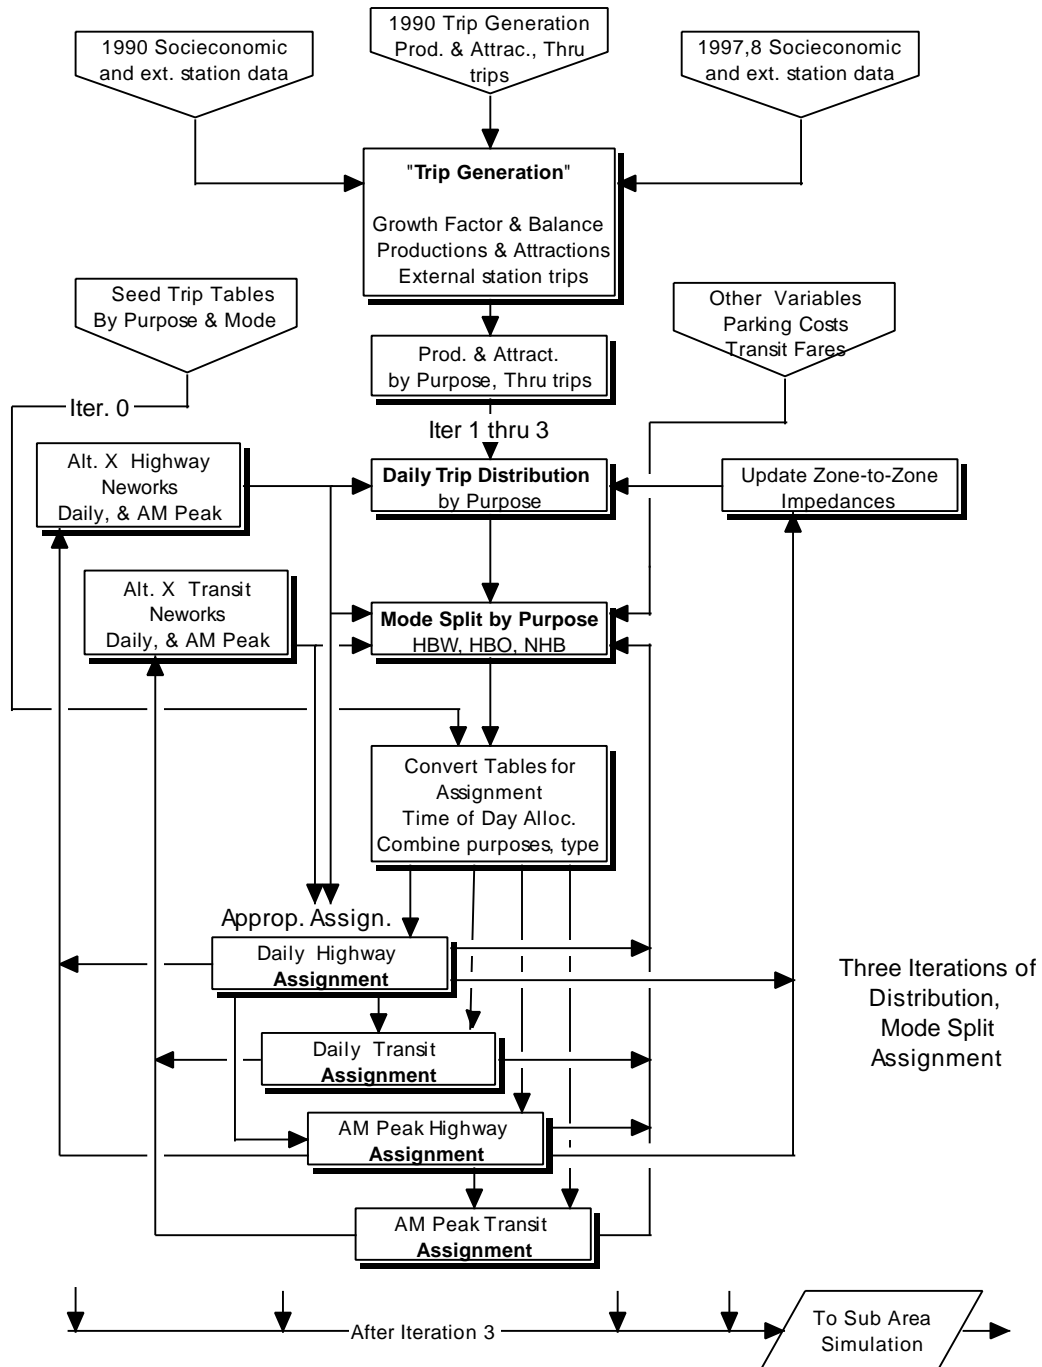 1990 Socieconomic
and ext. station data
1990 Trip Generation
Prod. & Attrac., Thru
trips
1997,8 Socieconomic
and ext. station data
"Trip Generation"
Growth Factor & Balance
Productions & Attractions
External station trips
Seed Trip Tables
By Purpose & Mode
Other Variables
Parking Costs
Transit Fares
Prod. & Attract.
by Purpose, Thru trips
Iter. 0
Iter 1 thru 3
Alt. X Highway
Neworks
Daily, & AM Peak
Daily Trip Distribution
by Purpose
Update Zone-to-Zone
Impedances
Alt. X Transit
Neworks
Daily, & AM Peak
Mode Split by Purpose
HBW, HBO, NHB
Convert Tables for
Assignment
Time of Day Alloc.
Combine purposes, type
Approp. Assign.
Daily Highway
Assignment
Three Iterations of
Distribution,
Mode Split
Assignment
Daily Transit
Assignment
AM Peak Highway
Assignment
AM Peak Transit
Assignment
After Iteration 3
To Sub Area
Simulation